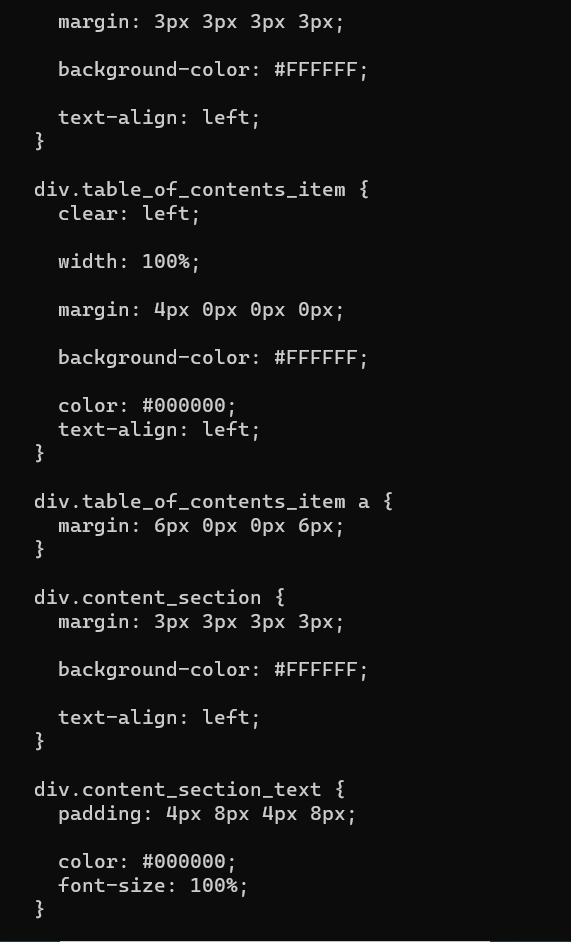 margin: 3px 3px 3px 3px;
background-color: #FFFFFF;
text-align: left;
}
div.table_of_contents_item {
clear: left;
width: 100%;
margin: 4px 0px 0px 0px;
background-color: #FFFFFF;
color: #000000;
text-align: left;
}
div.table_of_contents_item a {
margin: 6px 0px 0px 6px;
}
div.content_section {
margin: 3px 3px 3px 3px;
background-color: #FFFFFF;
text-align: left;
}
div.content_section_text {
padding: 4px 8px 4px 8px;
color: #000000;
font-size: 100%;
}